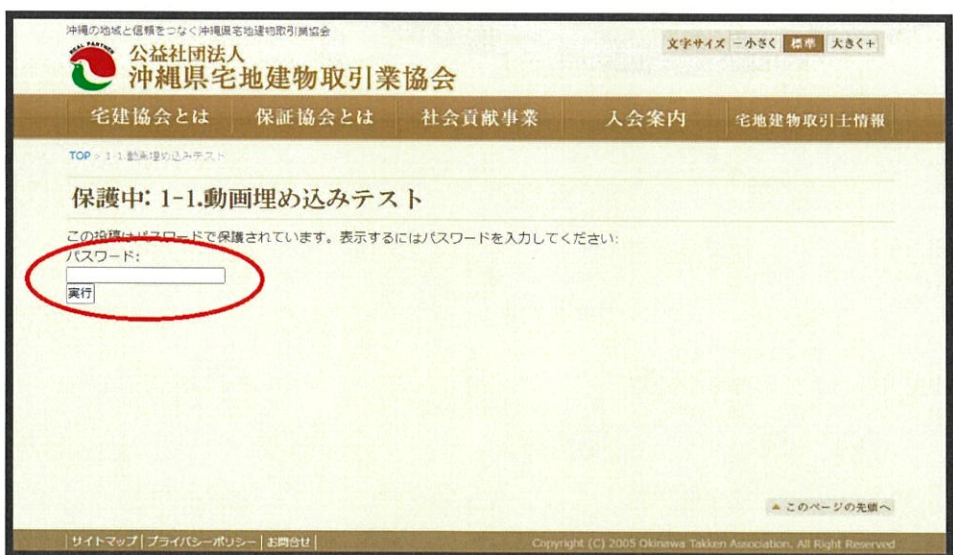 沖縄の地域と信頼をつなぐ沖縄県宅地建物取引業協会
文字サイズ －小さく 標準 大きく＋
REAL PARTNER
公益社団法人
沖縄県宅地建物取引業協会
宅建協会とは 保証協会とは 社会貢献事業 入会案内 宅地建物取引士情報
TOP > 1-1.動画埋め込みテスト
保護中: 1-1.動画埋め込みテスト
この投稿はパスワードで保護されています。表示するにはパスワードを入力してください:
パスワード:
実行
▲ このページの先頭へ
サイトマップ | プライバシーポリシー | お問合せ |
Copyright (C) 2005 Okinawa Takken Association. All Right Reserved